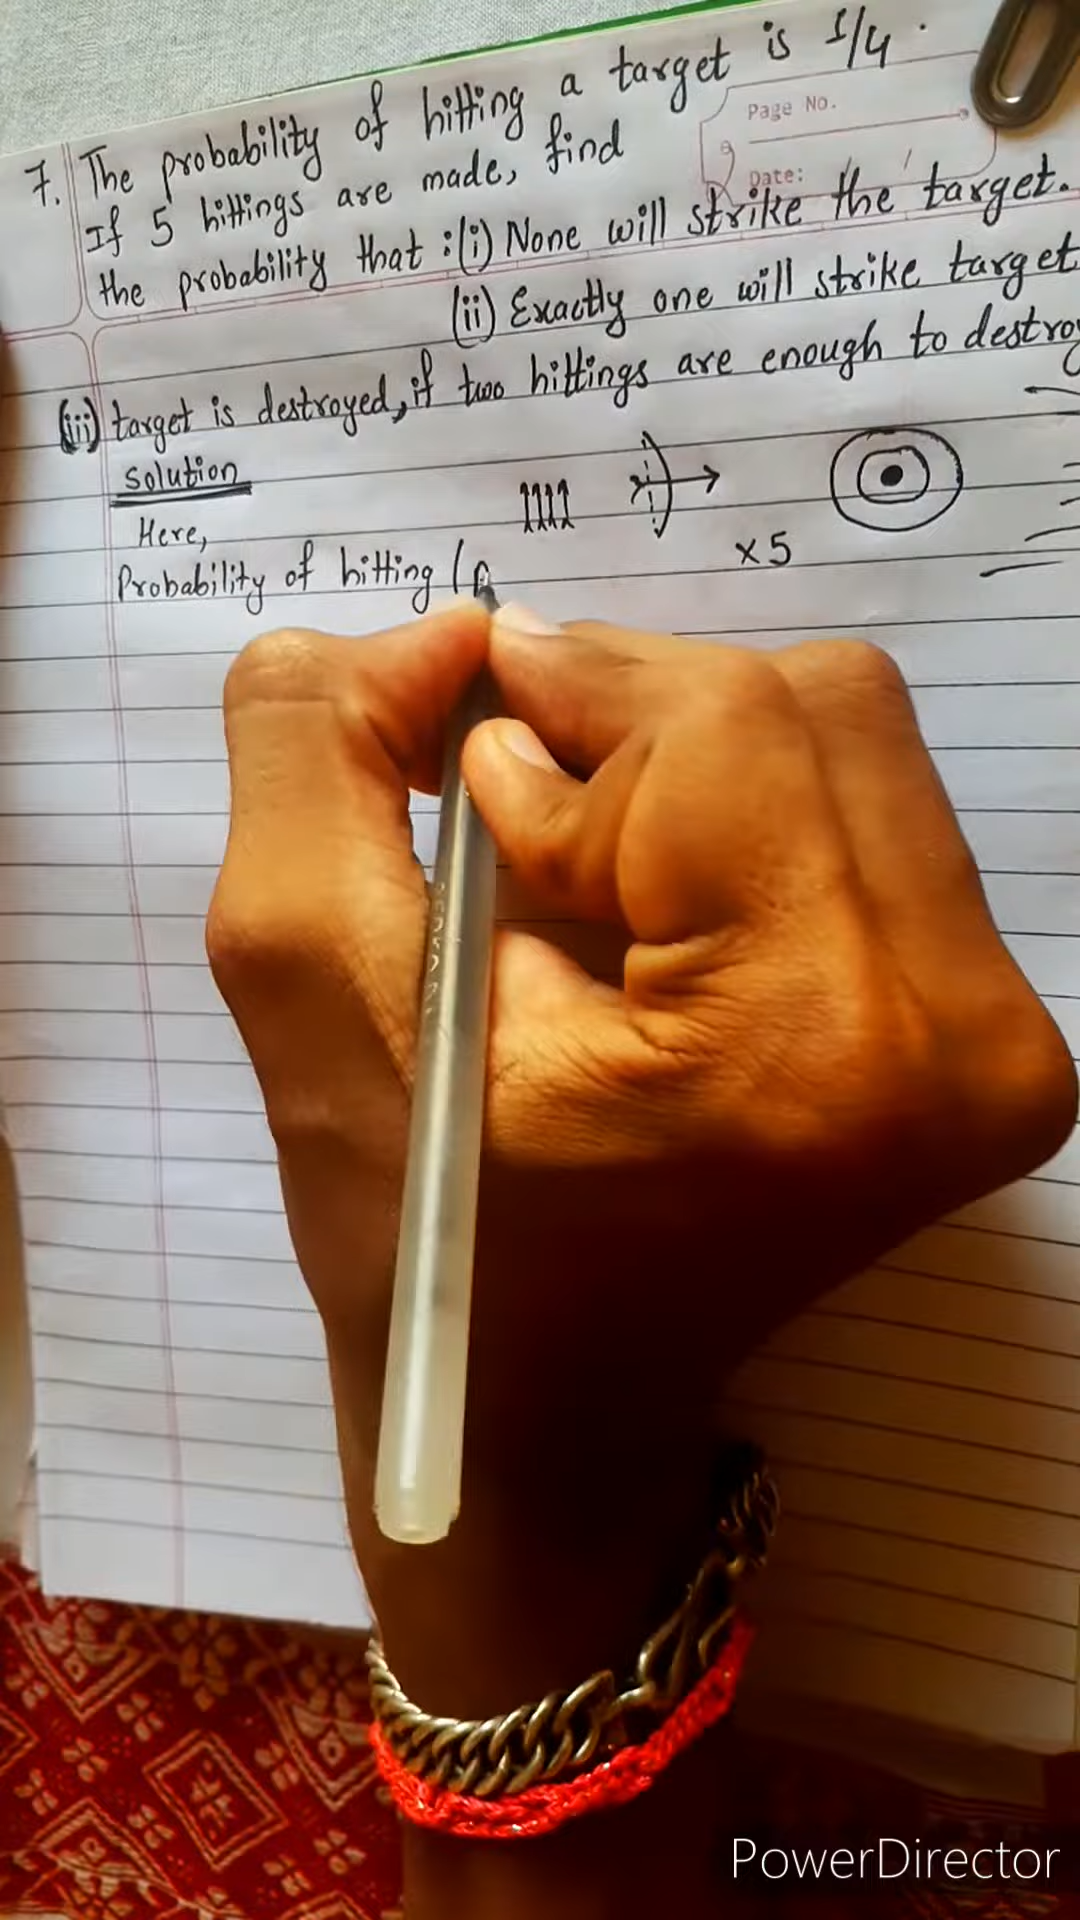 7. The probability of hitting a target is 1/4.
If 5 hittings are made, find
Page No.
Date:
the probability that :(i) None will strike the target.
(ii) Exactly one will strike target
(iii) target is destroyed, if two hittings are enough to destroy
solution
Here,
×5
Probability of hitting (p
PowerDirector